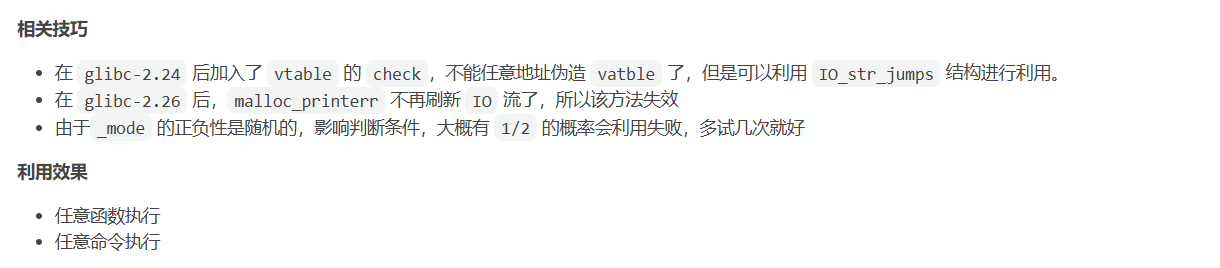 相关技巧
在 glibc-2.24 后加入了 vtable 的 check，不能任意地址伪造 vatble 了，但是可以利用 IO_str_jumps 结构进行利用。
在 glibc-2.26 后，malloc_printerr 不再刷新 IO 流了，所以该方法失效
由于 _mode 的正负性是随机的，影响判断条件，大概有 1/2 的概率会利用失败，多试几次就好
利用效果
任意函数执行
任意命令执行